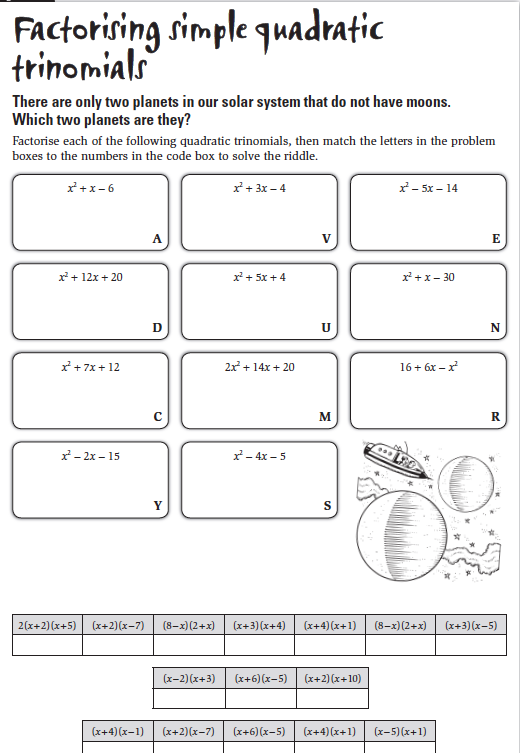 Factorising simple quadratic
trinomials
There are only two planets in our solar system that do not have moons.
Which two planets are they?
Factorise each of the following quadratic trinomials, then match the letters in the problem
boxes to the numbers in the code box to solve the riddle.
x² + x – 6
A
x² + 3x – 4
V
x² – 5x – 14
E
x² + 12x + 20
D
x² + 5x + 4
U
x² + x – 30
N
x² + 7x + 12
C
2x² + 14x + 20
M
16 + 6x – x²
R
x² – 2x – 15
Y
x² – 4x – 5
S
2(x+2)(x+5) (x+2)(x–7) (8–x)(2+x) (x+3)(x+4) (x+4)(x+1) (8–x)(2+x) (x+3)(x–5)
(x–2)(x+3) (x+6)(x–5) (x+2)(x+10)
(x+4)(x–1) (x+2)(x–7) (x+6)(x–5) (x+4)(x+1) (x–5)(x+1)